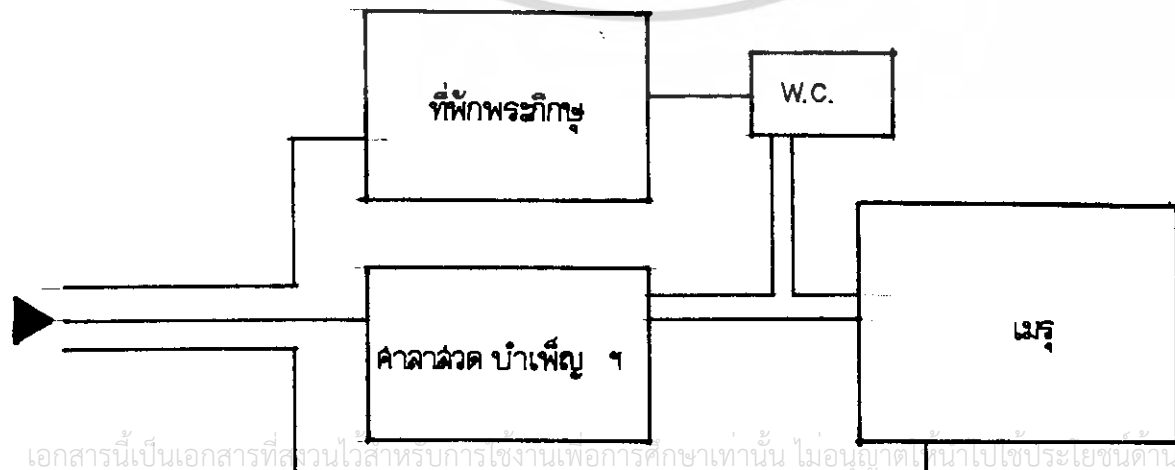 ที่พักพระภิกษุ
W.C.
เมรุ
ศาลาสวด บำเพ็ญ ฯ
เอกสารนี้เป็นเอกสารที่สงวนไว้สำหรับการใช้งานเพื่อการศึกษาเท่านั้น ไม่อนุญาตให้นำไปใช้ประโยชน์ด้าน